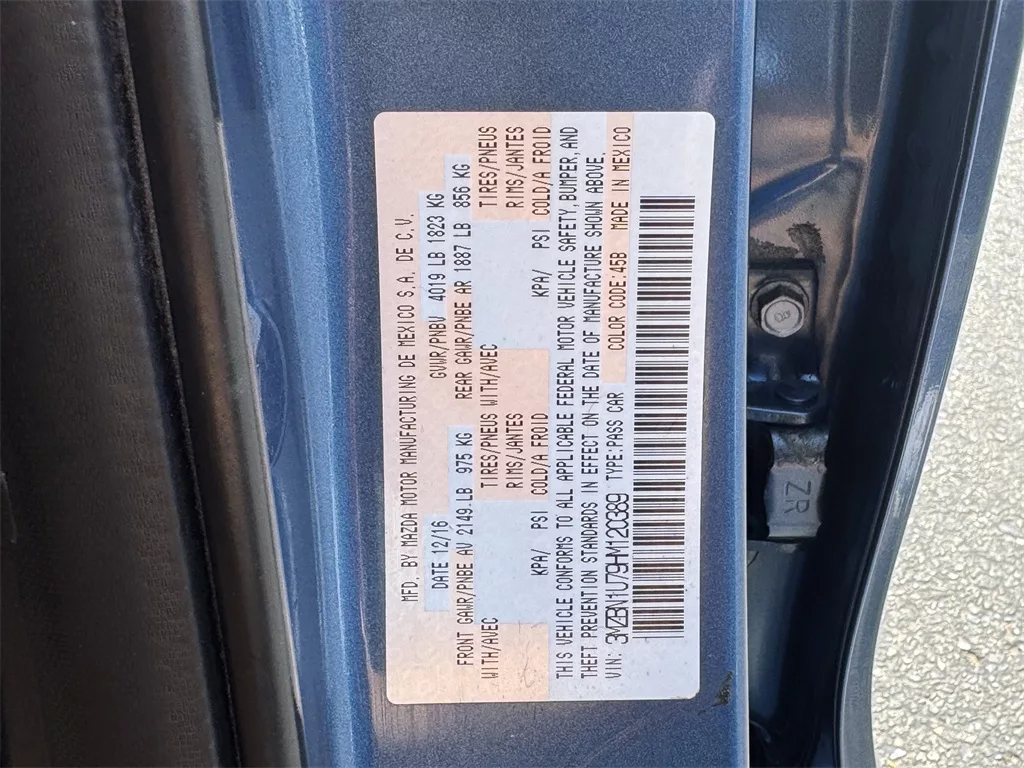 MFD. BY MAZDA MOTOR MANUFACTURING DE MEXICO S.A. DE C.V.
DATE 12/16 GVWR/PNBV 4019 LB 1823 KG
FRONT GAWR/PNBE AV 2149.LB 975 KG REAR GAWR/PNBE AR 1887 LB 856 KG
WITH/AVEC TIRES/PNEUS WITH/AVEC TIRES/PNEUS
RIMS/JANTES RIMS/JANTES
KPA/ PSI COLD/A FROID KPA/ PSI COLD/A FROID
THIS VEHICLE CONFORMS TO ALL APPLICABLE FEDERAL MOTOR VEHICLE SAFETY, BUMPER, AND
THEFT PREVENTION STANDARDS IN EFFECT ON THE DATE OF MANUFACTURE SHOWN ABOVE.
VIN: 3MZBN1L79HM120989 TYPE:PASS CAR COLOR CODE:45B MADE IN MEXICO
8
ZR